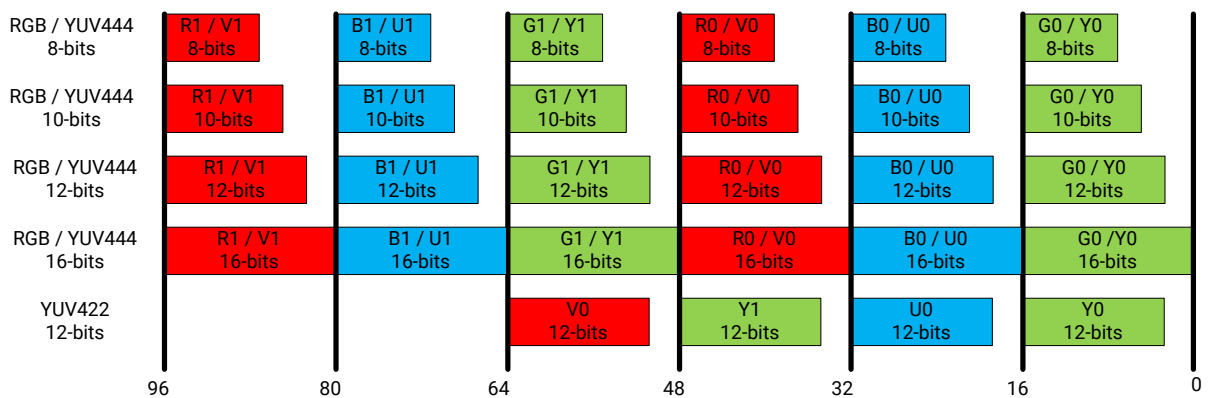 RGB / YUV444
8-bits
R1 / V1
8-bits
B1 / U1
8-bits
G1 / Y1
8-bits
R0 / V0
8-bits
B0 / U0
8-bits
G0 / Y0
8-bits
RGB / YUV444
10-bits
R1 / V1
10-bits
B1 / U1
10-bits
G1 / Y1
10-bits
R0 / V0
10-bits
B0 / U0
10-bits
G0 / Y0
10-bits
RGB / YUV444
12-bits
R1 / V1
12-bits
B1 / U1
12-bits
G1 / Y1
12-bits
R0 / V0
12-bits
B0 / U0
12-bits
G0 / Y0
12-bits
RGB / YUV444
16-bits
R1 / V1
16-bits
B1 / U1
16-bits
G1 / Y1
16-bits
R0 / V0
16-bits
B0 / U0
16-bits
G0 /Y0
16-bits
YUV422
12-bits
V0
12-bits
Y1
12-bits
U0
12-bits
Y0
12-bits
96 80 64 48 32 16 0